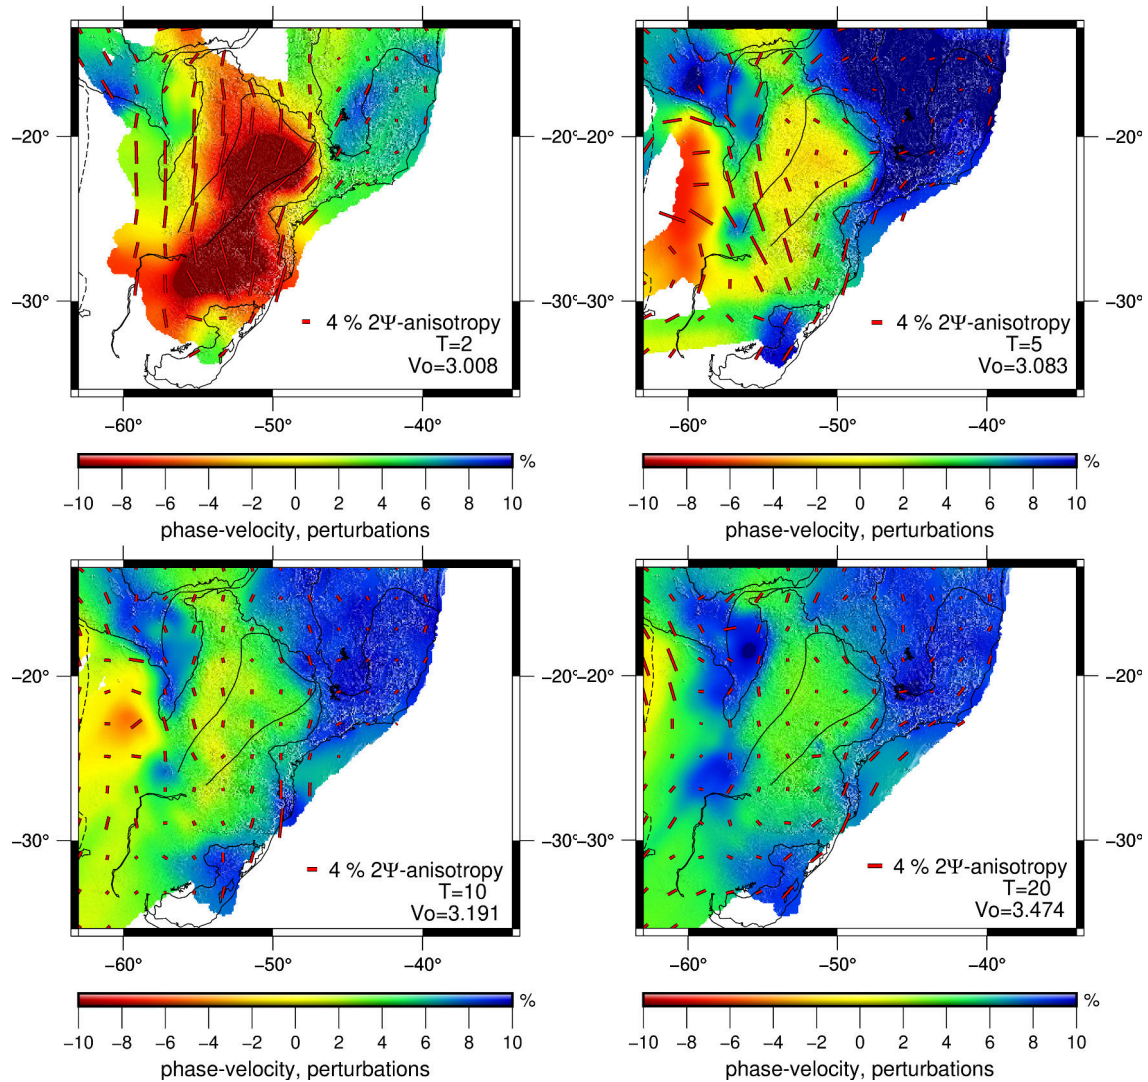 4 % 2Ψ-anisotropy
T=2
Vo=3.008
−20°
−30°
−60° −50° −40°
%
−10 −8 −6 −4 −2 0 2 4 6 8 10
phase-velocity, perturbations
4 % 2Ψ-anisotropy
T=5
Vo=3.083
−20° −20°
−30° −30°
−60° −50° −40°
%
−10 −8 −6 −4 −2 0 2 4 6 8 10
phase-velocity, perturbations
4 % 2Ψ-anisotropy
T=10
Vo=3.191
−20°
−30°
−60° −50° −40°
%
−10 −8 −6 −4 −2 0 2 4 6 8 10
phase-velocity, perturbations
4 % 2Ψ-anisotropy
T=20
Vo=3.474
−20° −20°
−30° −30°
−60° −50° −40°
%
−10 −8 −6 −4 −2 0 2 4 6 8 10
phase-velocity, perturbations